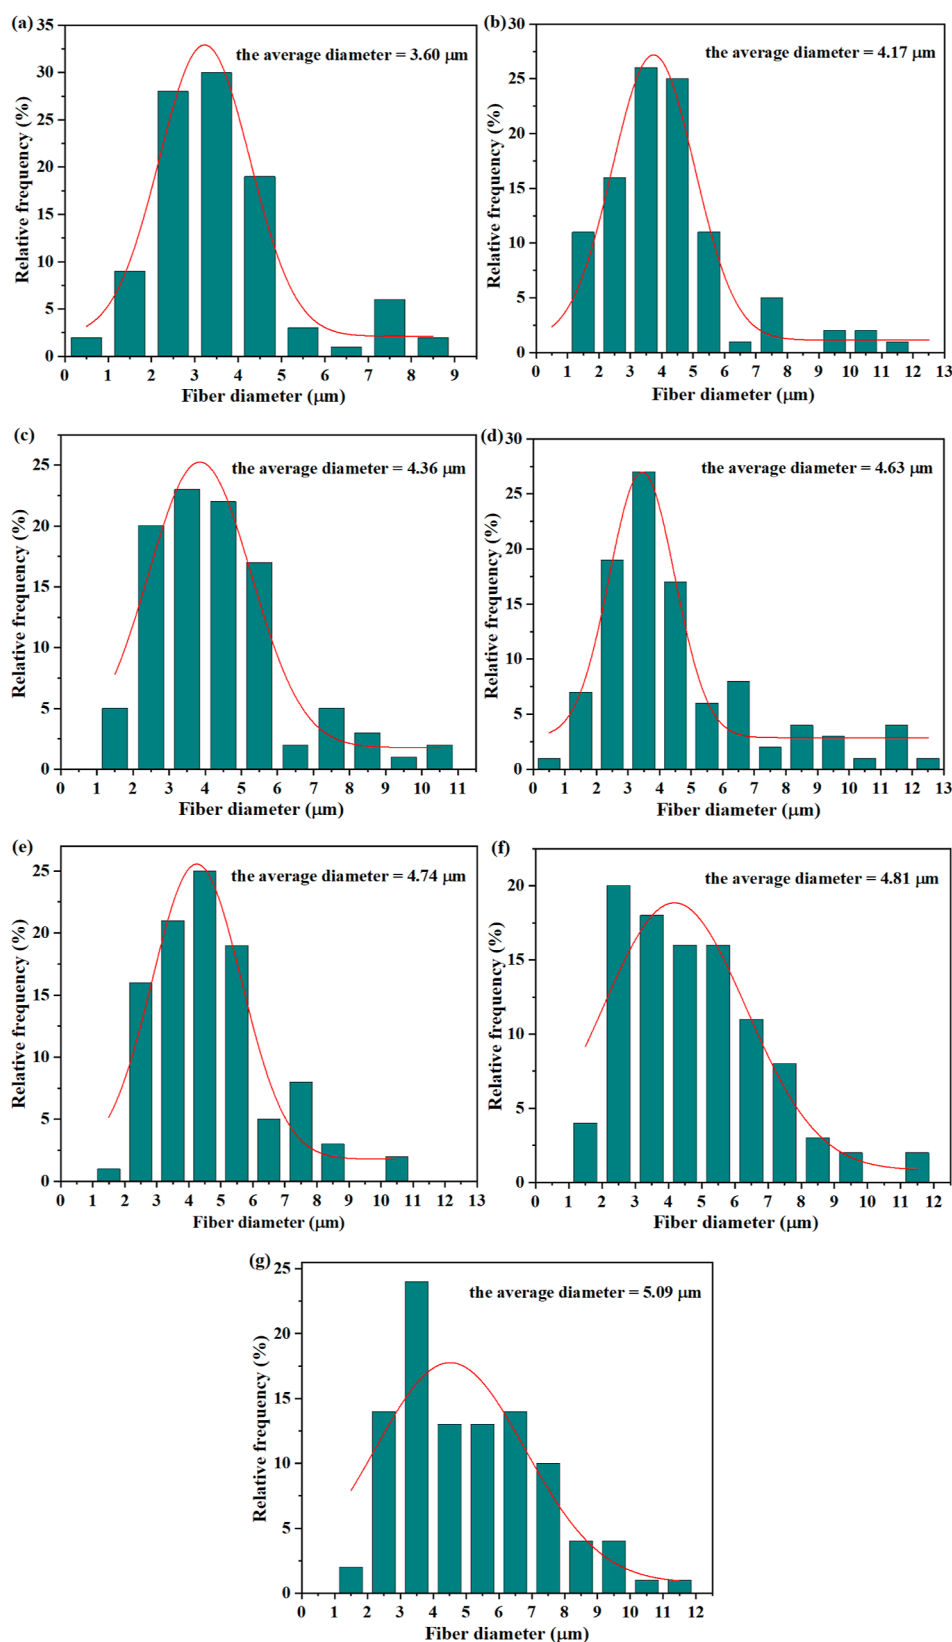 (a)
the average diameter = 3.60 μm
Relative frequency (%)
35
30
25
20
15
10
5
0
0 1 2 3 4 5 6 7 8 9
Fiber diameter (μm)
(b)
the average diameter = 4.17 μm
Relative frequency (%)
30
25
20
15
10
5
0
0 1 2 3 4 5 6 7 8 9 10 11 12 13
Fiber diameter (μm)
(c)
the average diameter = 4.36 μm
Relative frequency (%)
25
20
15
10
5
0
0 1 2 3 4 5 6 7 8 9 10 11
Fiber diameter (μm)
(d)
the average diameter = 4.63 μm
Relative frequency (%)
30
25
20
15
10
5
0
0 1 2 3 4 5 6 7 8 9 10 11 12 13
Fiber diameter (μm)
(e)
the average diameter = 4.74 μm
Relative frequency (%)
25
20
15
10
5
0
0 1 2 3 4 5 6 7 8 9 10 11 12 13
Fiber diameter (μm)
(f)
the average diameter = 4.81 μm
Relative frequency (%)
20
15
10
5
0
0 1 2 3 4 5 6 7 8 9 10 11 12
Fiber diameter (μm)
(g)
the average diameter = 5.09 μm
Relative frequency (%)
25
20
15
10
5
0
0 1 2 3 4 5 6 7 8 9 10 11 12
Fiber diameter (μm)